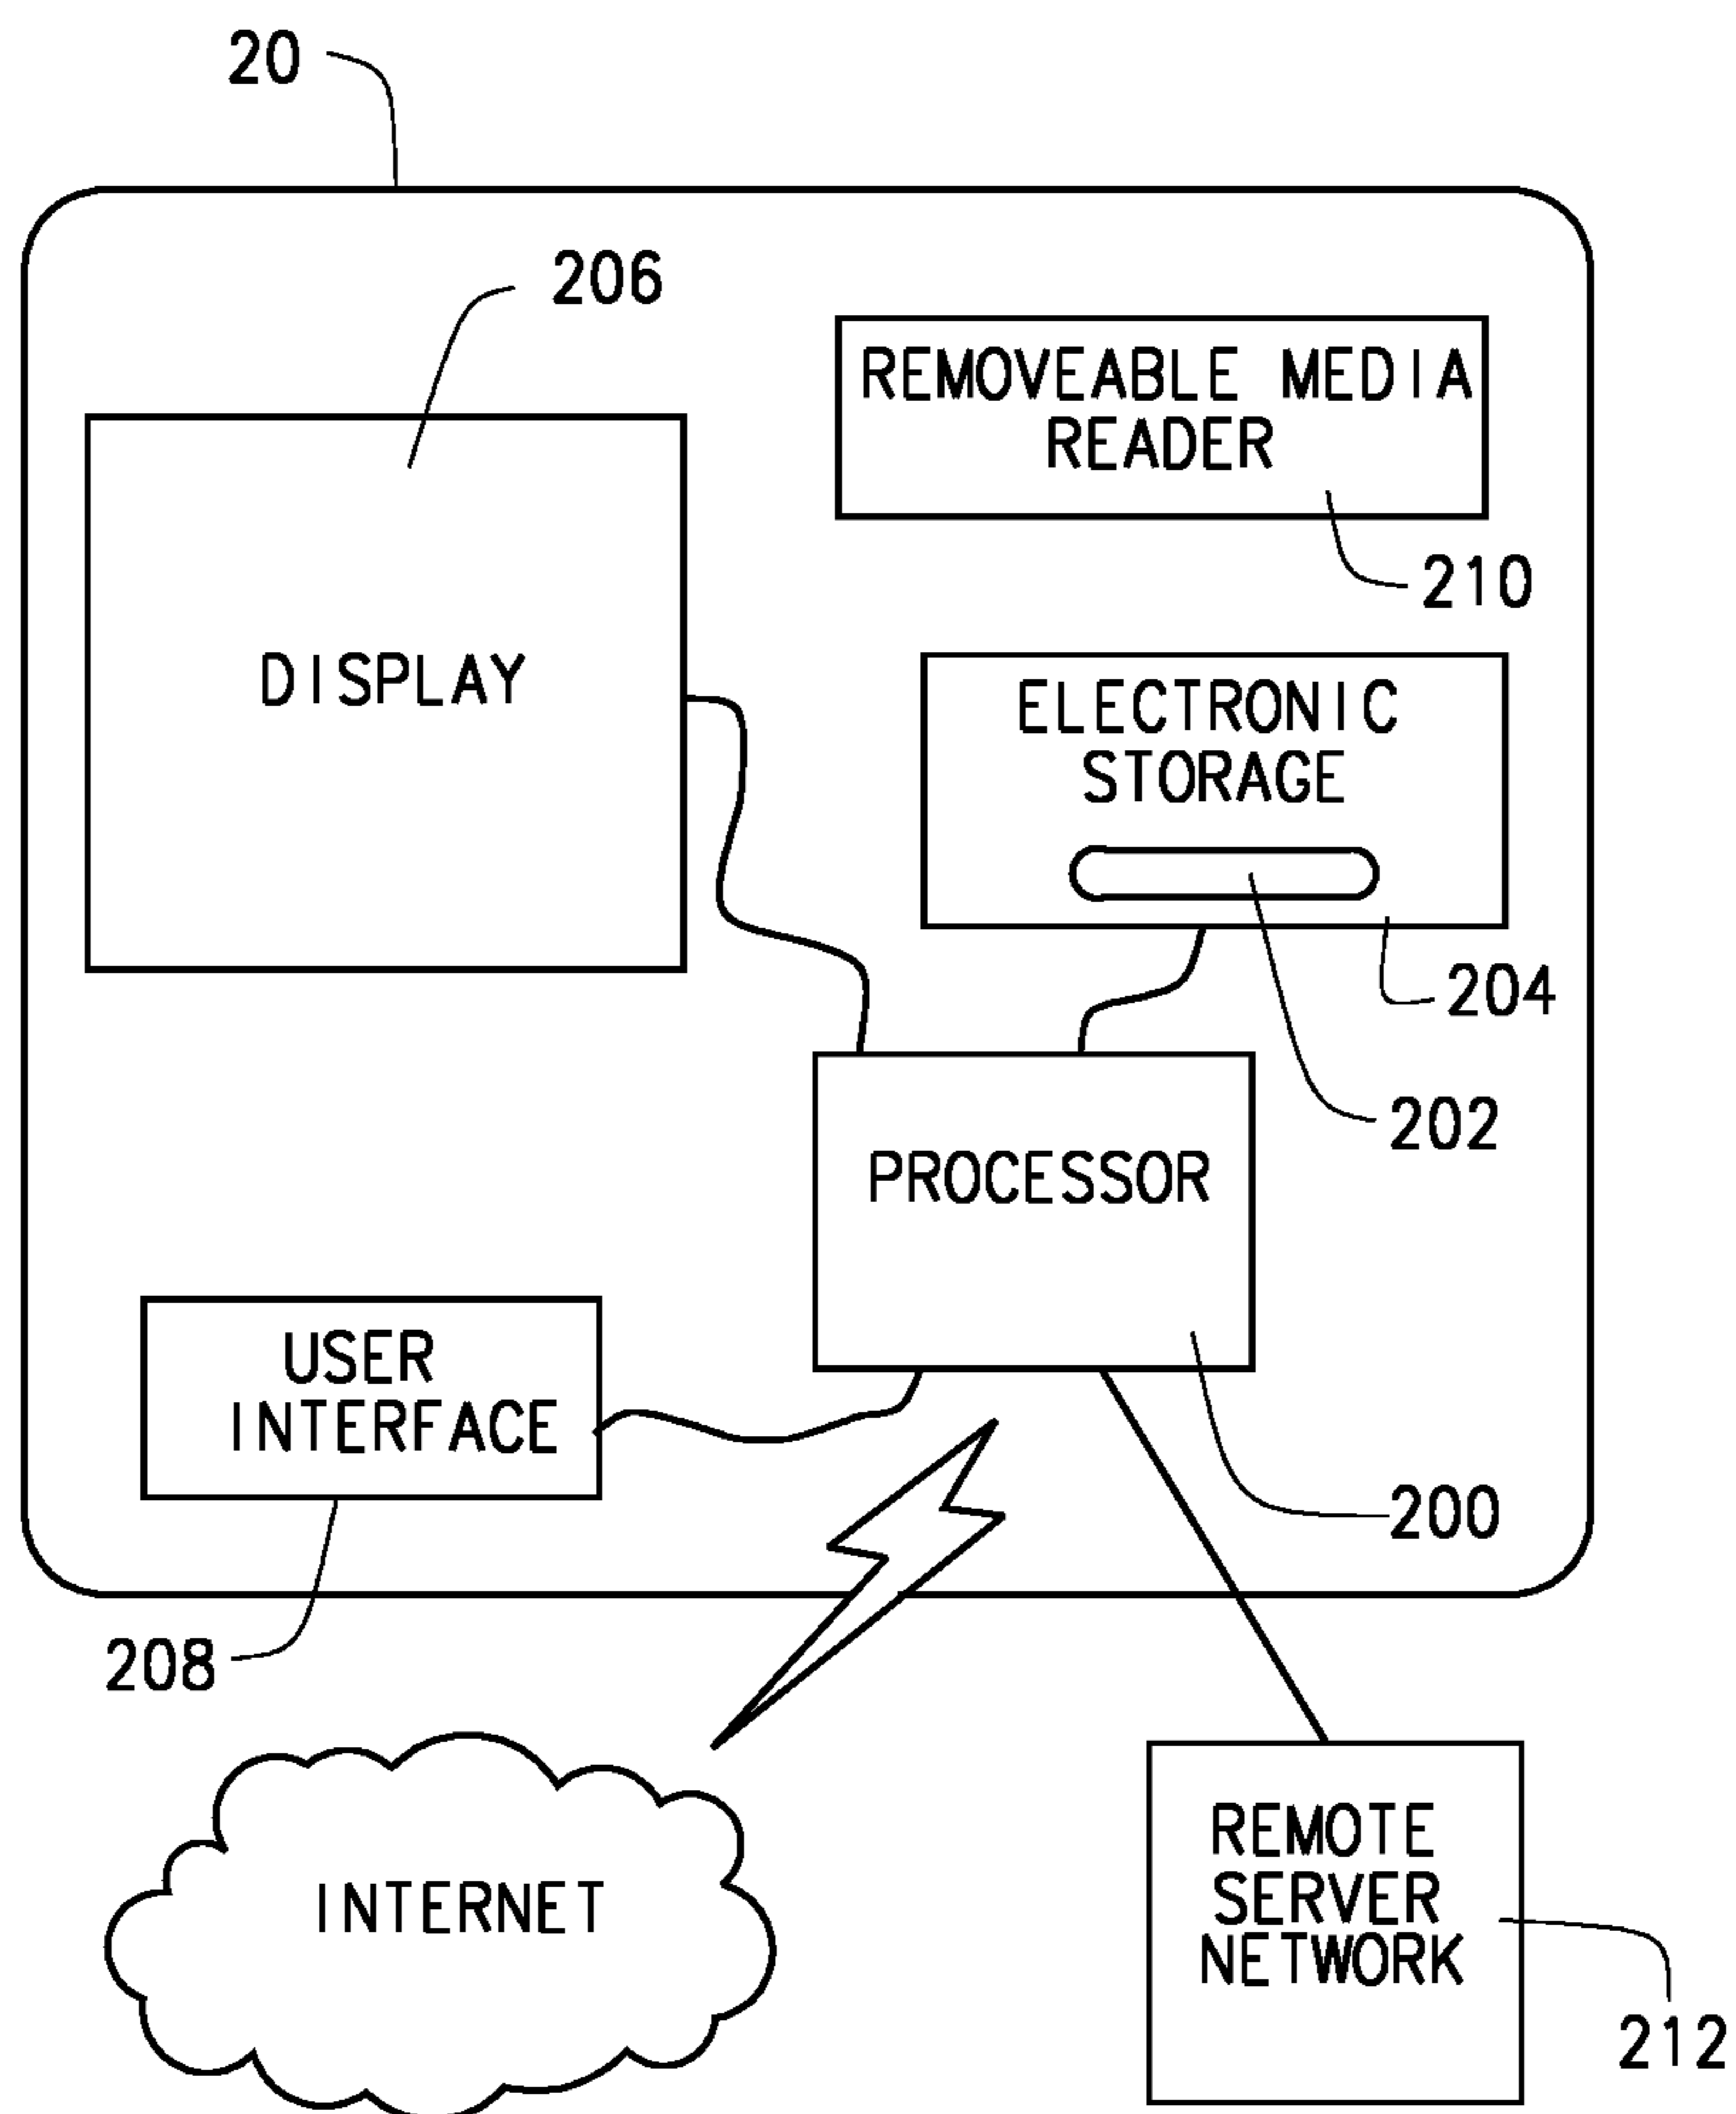 20
206
REMOVEABLE MEDIA
READER
210
DISPLAY
ELECTRONIC
STORAGE
204
202
PROCESSOR
USER
INTERFACE
200
208
INTERNET
REMOTE
SERVER
NETWORK
212